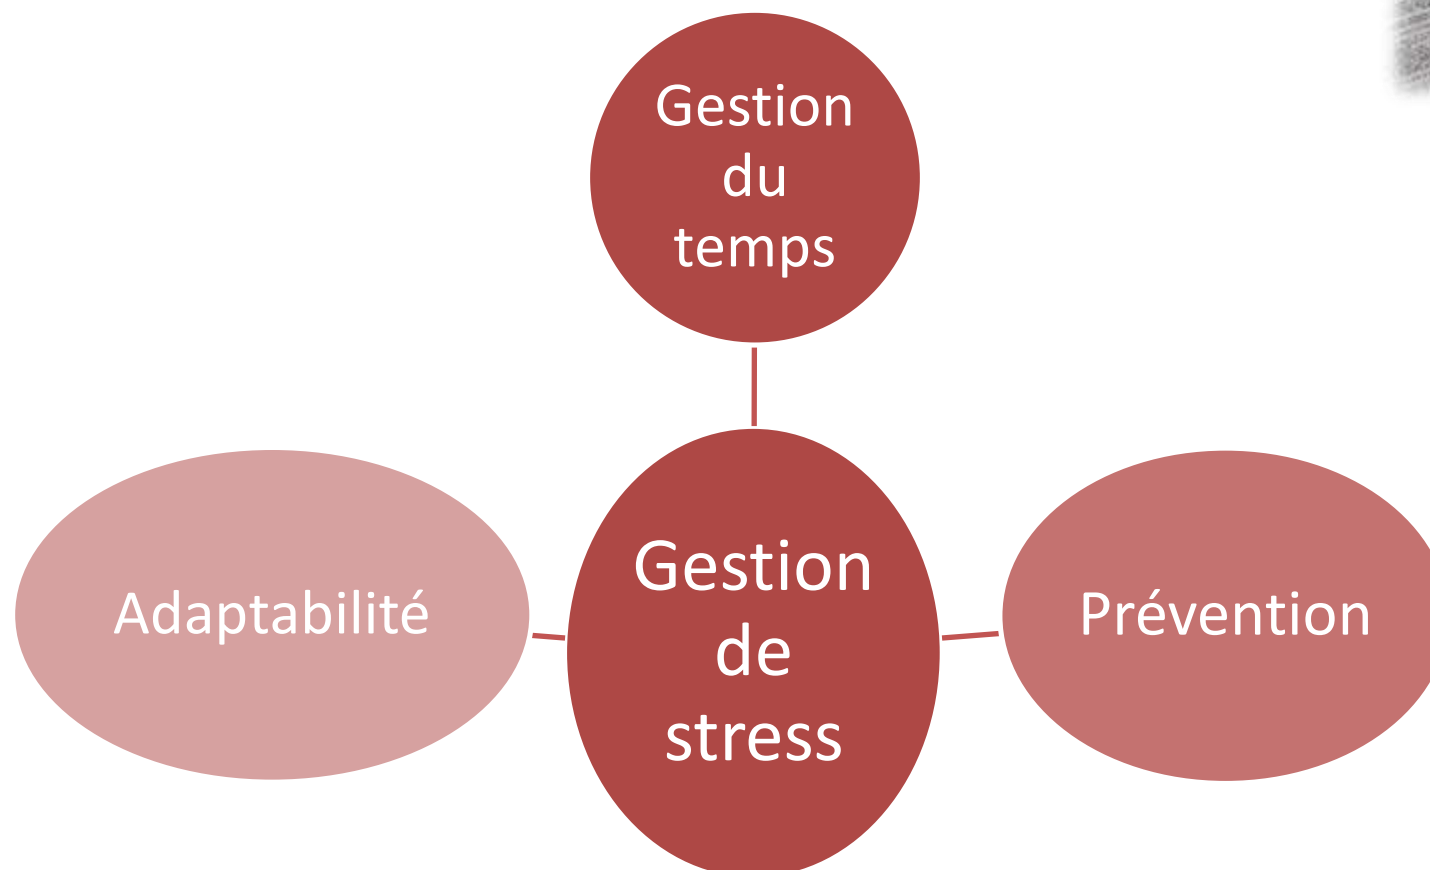 Gestion
du
temps
Adaptabilité
Gestion
de
stress
Prévention